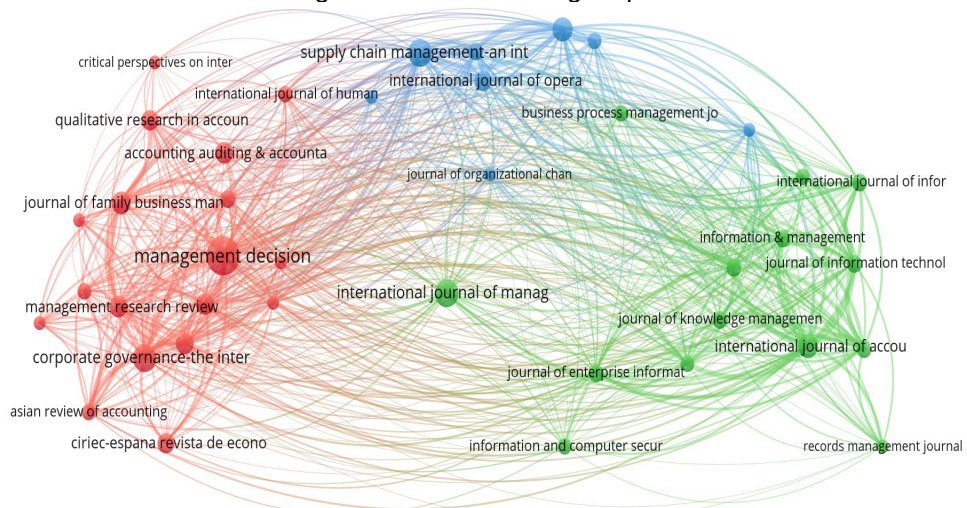 supply chain management-an int
critical perspectives on inter
international journal of opera
international journal of human
business process management jo
qualitative research in accoun
accounting auditing & accounta
journal of organizational chan
international journal of infor
journal of family business man
information & management
management decision
journal of information technol
international journal of manag
management research review
journal of knowledge managemen
international journal of accou
corporate governance-the inter
journal of enterprise informat
asian review of accounting
ciriec-espana revista de econo
information and computer secur
records management journal